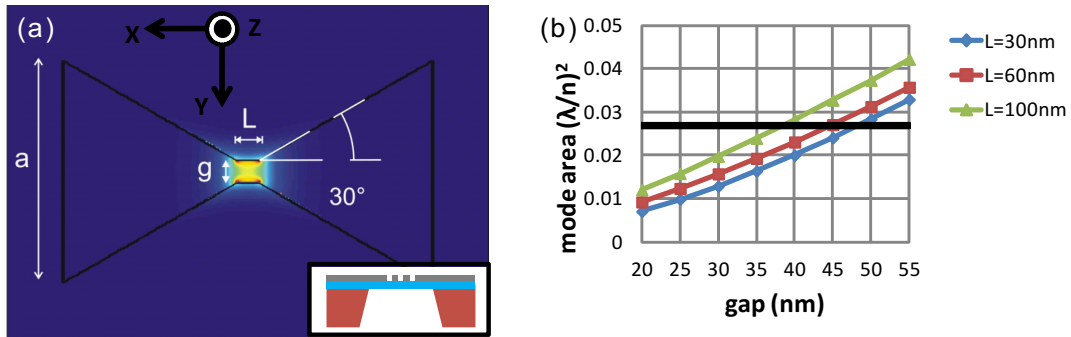 (a)
X
Z
Y
L
a
g
30°
(b)
mode area (λ/n)²
0.05
0.04
0.03
0.02
0.01
0
20 25 30 35 40 45 50 55
gap (nm)
L=30nm
L=60nm
L=100nm